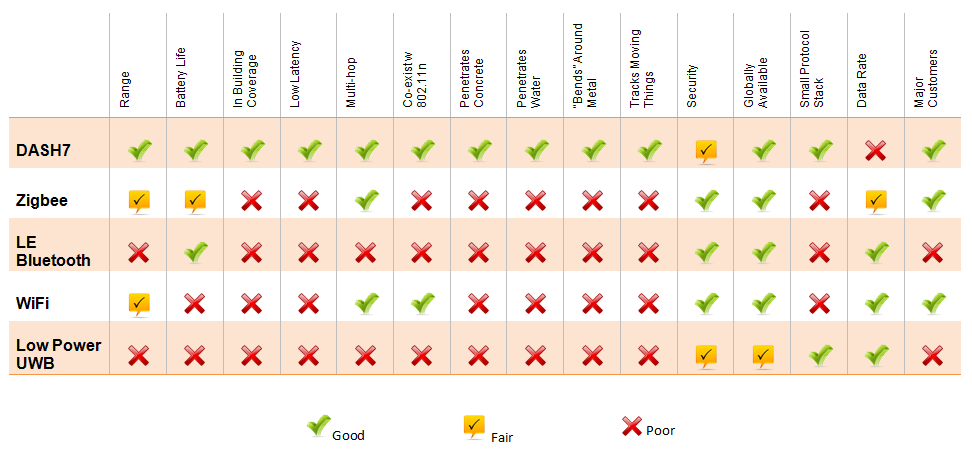 Range
Battery Life
In Building
Coverage
Low Latency
Multi-hop
Co-existw
802.11n
Penetrates
Concrete
Penetrates
Water
"Bends"Around
Metal
Tracks Moving
Things
Security
Globally
Available
Small Protocol
Stack
Data Rate
Major
Customers
DASH7
Zigbee
LE
Bluetooth
WiFi
Low Power
UWB
Good
Fair
Poor